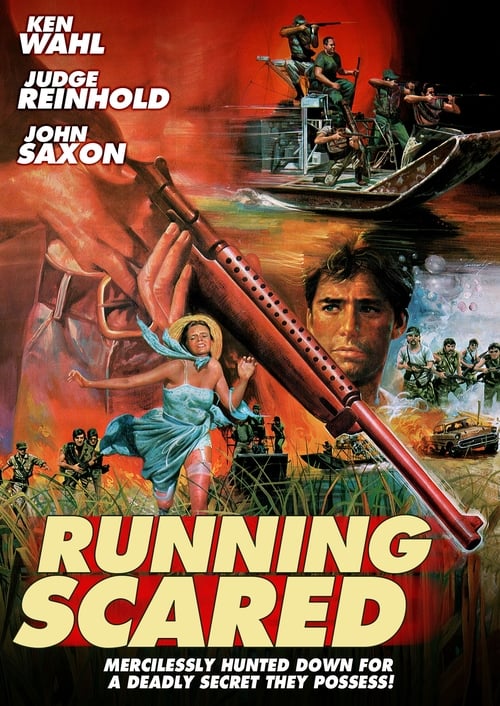 KEN
WAHL
JUDGE
REINHOLD
JOHN
SAXON
RUNNING
SCARED
MERCILESSLY HUNTED DOWN FOR
A DEADLY SECRET THEY POSSESS!